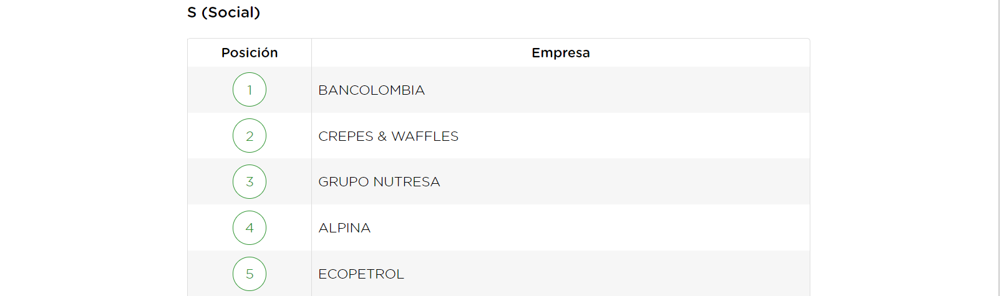 S (Social)
Posición Empresa
1 BANCOLOMBIA
2 CREPES & WAFFLES
3 GRUPO NUTRESA
4 ALPINA
5 ECOPETROL